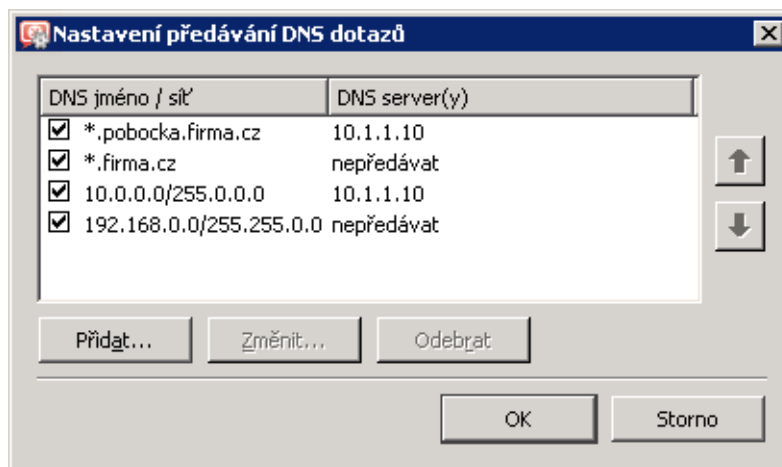 Nastavení předávání DNS dotazů
DNS jméno / síť DNS server(y)
*.pobocka.firma.cz 10.1.1.10
*.firma.cz nepředávat
10.0.0.0/255.0.0.0 10.1.1.10
192.168.0.0/255.255.0.0 nepředávat
Přidat... Změnit... Odebrat
OK Storno